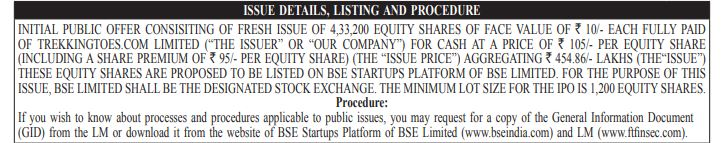 ISSUE DETAILS, LISTING AND PROCEDURE
INITIAL PUBLIC OFFER CONSISITING OF FRESH ISSUE OF 4,33,200 EQUITY SHARES OF FACE VALUE OF ₹ 10/- EACH FULLY PAID
OF TREKKINGTOES.COM LIMITED ("THE ISSUER" OR "OUR COMPANY") FOR CASH AT A PRICE OF ₹ 105/- PER EQUITY SHARE
(INCLUDING A SHARE PREMIUM OF ₹ 95/- PER EQUITY SHARE) (THE "ISSUE PRICE") AGGREGATING ₹ 454.86/- LAKHS (THE"ISSUE")
THESE EQUITY SHARES ARE PROPOSED TO BE LISTED ON BSE STARTUPS PLATFORM OF BSE LIMITED. FOR THE PURPOSE OF THIS
ISSUE, BSE LIMITED SHALL BE THE DESIGNATED STOCK EXCHANGE. THE MINIMUM LOT SIZE FOR THE IPO IS 1,200 EQUITY SHARES.
Procedure:
If you wish to know about processes and procedures applicable to public issues, you may request for a copy of the General Information Document
(GID) from the LM or download it from the website of BSE Startups Platform of BSE Limited (www.bseindia.com) and LM (www.ftfinsec.com).